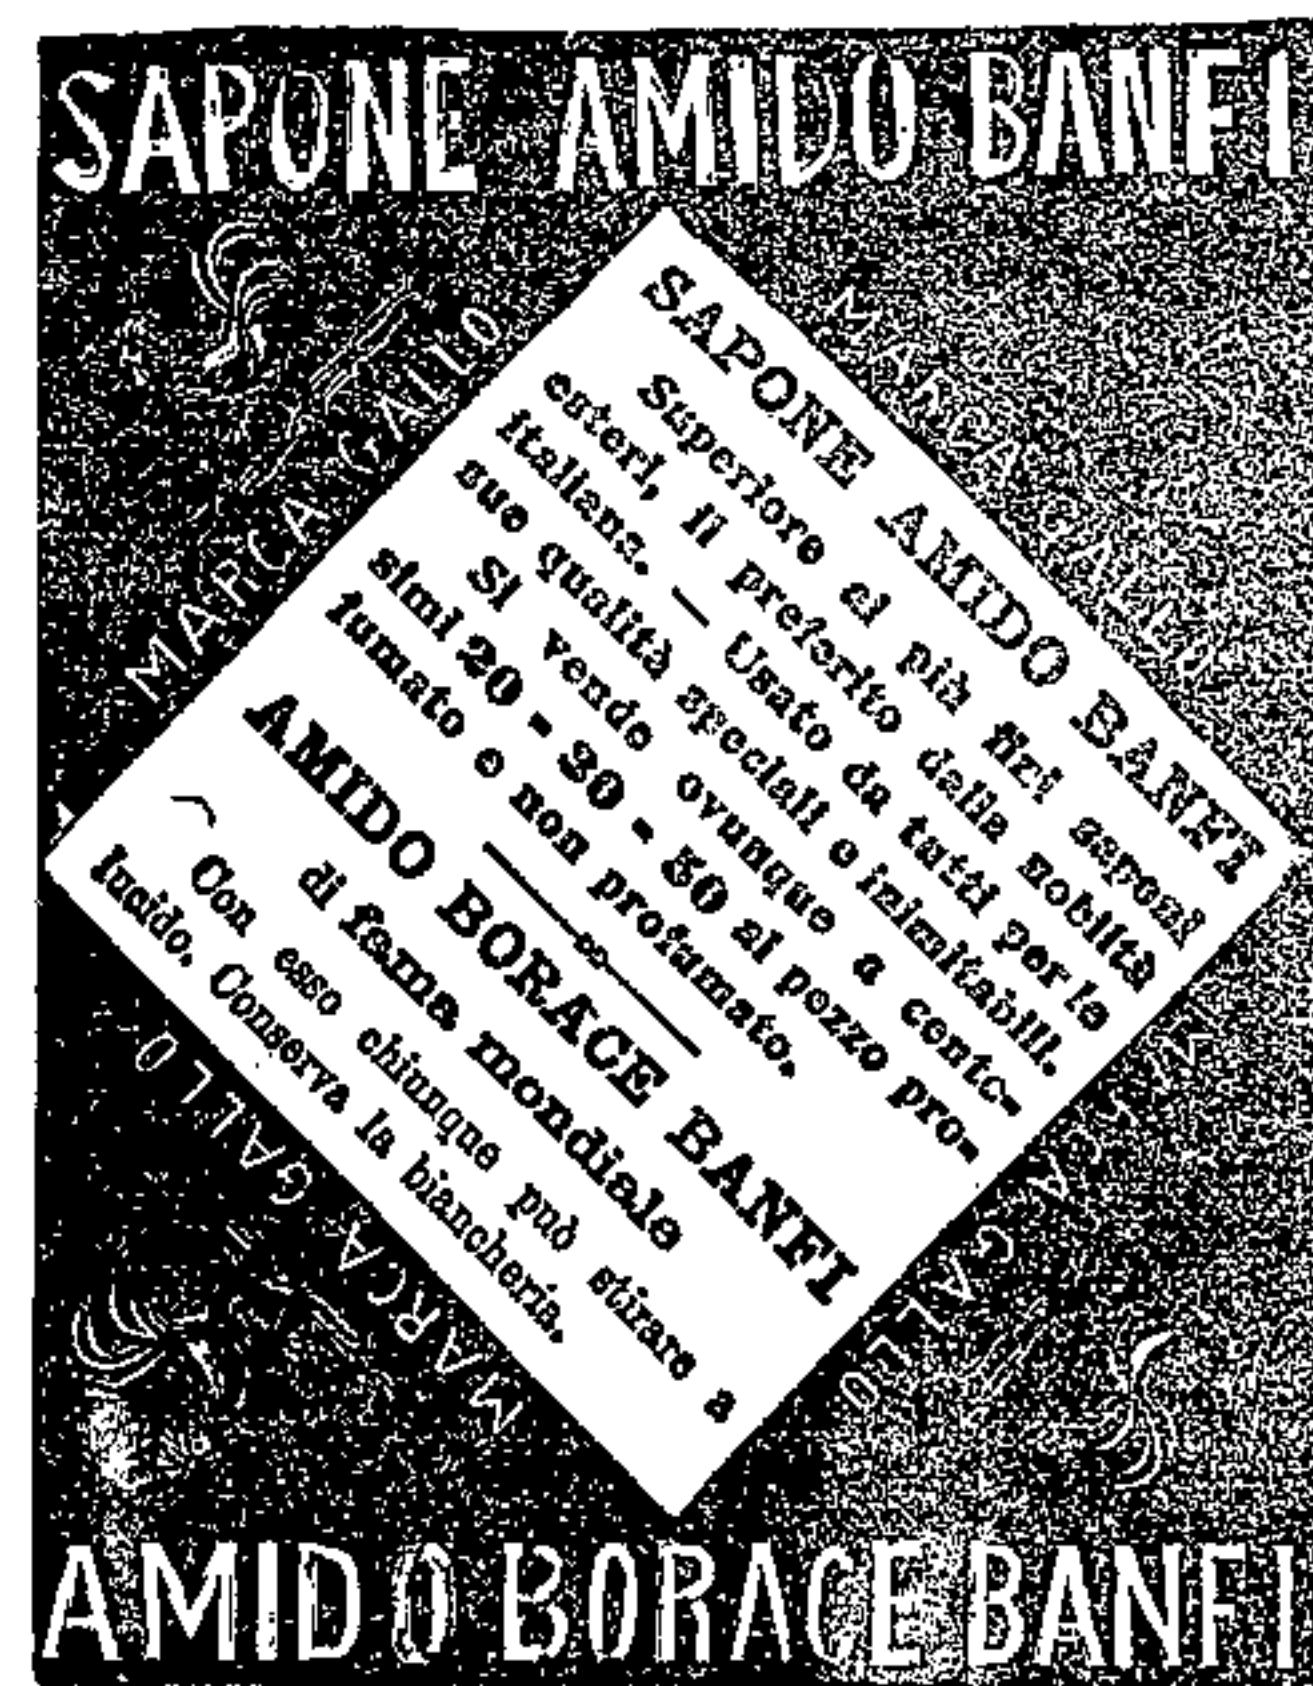 SAPONE AMIDO BANFI
MARCA GALLO
MARCA GALLO
SAPONE AMIDO BANFI
Superiore ai più fini saponi
esteri, il preferito dalla nobiltà
italiana. — Usato da tutti per le
sue qualità speciali e inimitabili.
Si vende ovunque a cente-
simi 20 - 30 - 50 al pezzo pro-
fumato e non profumato.
AMIDO BORACE BANFI
di fama mondiale
Con esso chiunque può stirare a
lucido. Conserva la biancheria.
MARCA GALLO
MARCA GALLO
AMIDO BORACE BANFI